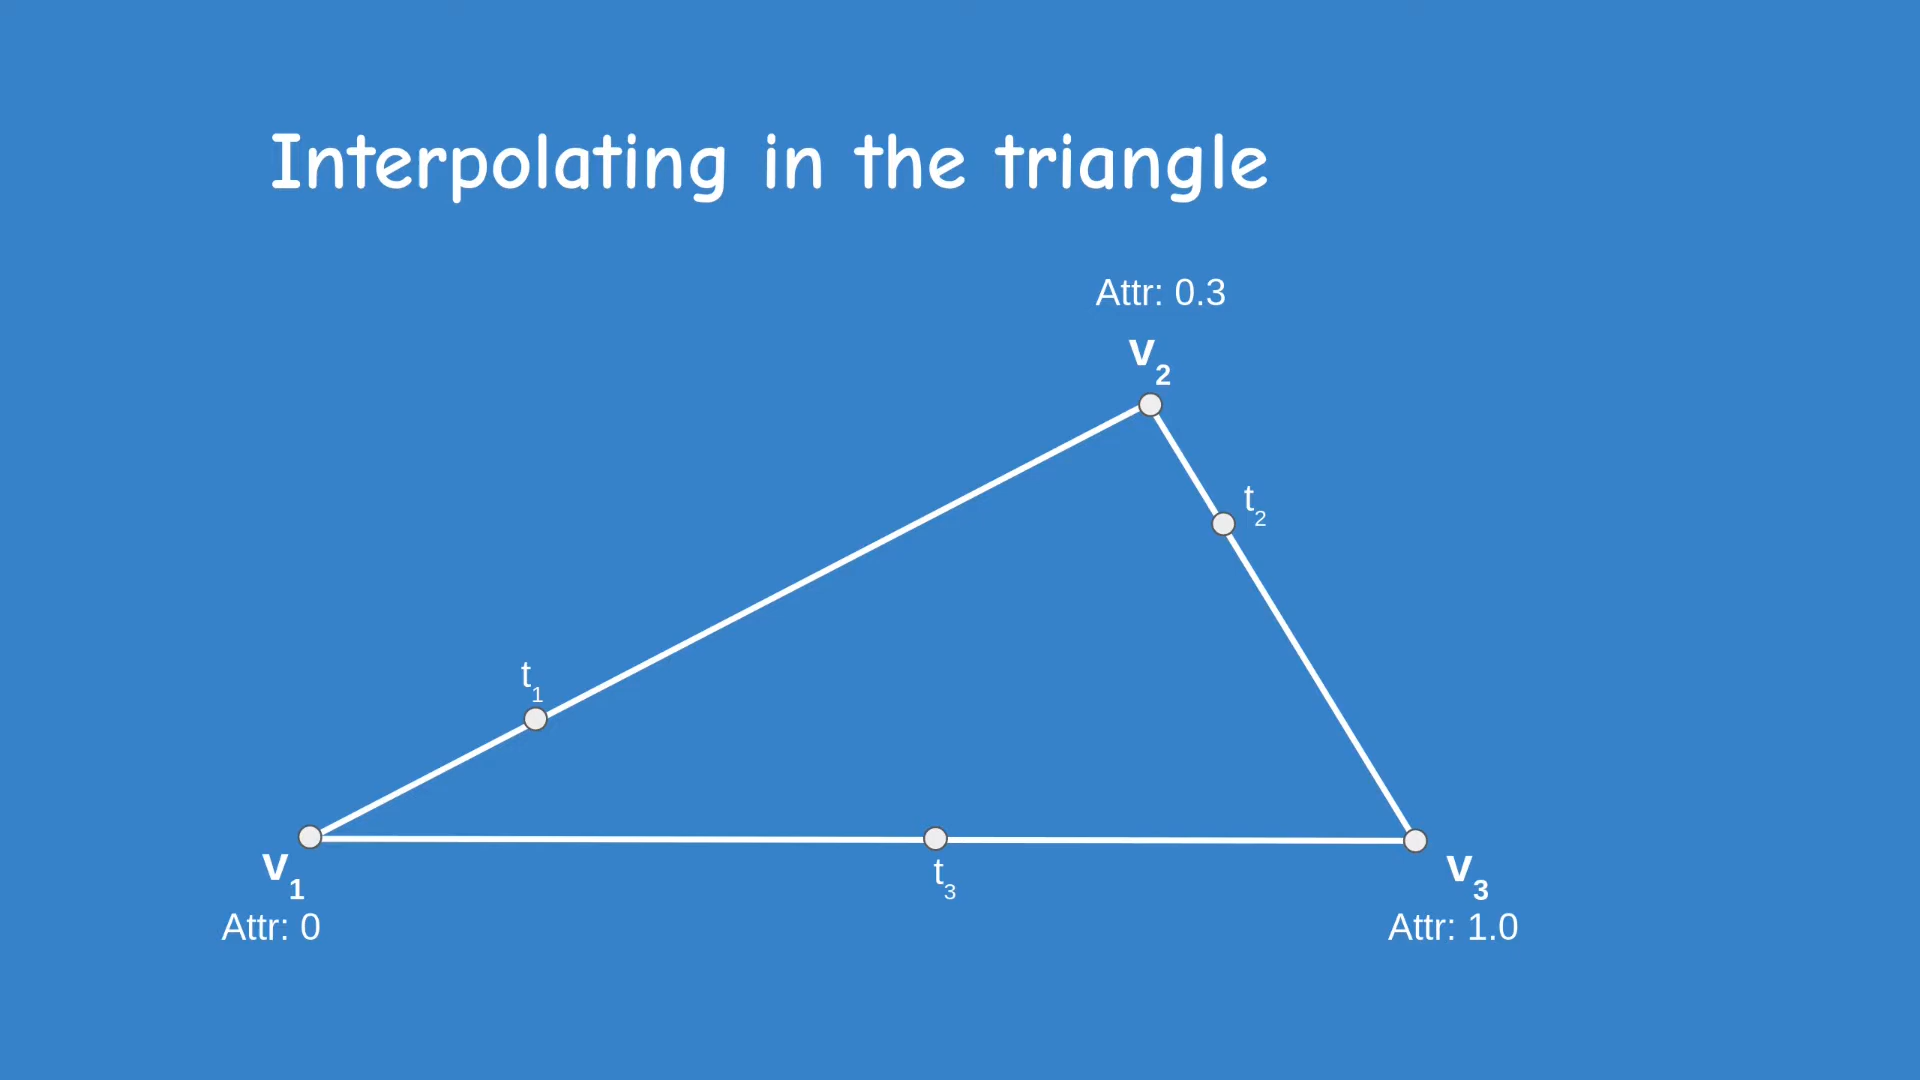 Interpolating in the triangle
Attr: 0.3
v2
t2
t1
v1
t3
v3
Attr: 0
Attr: 1.0